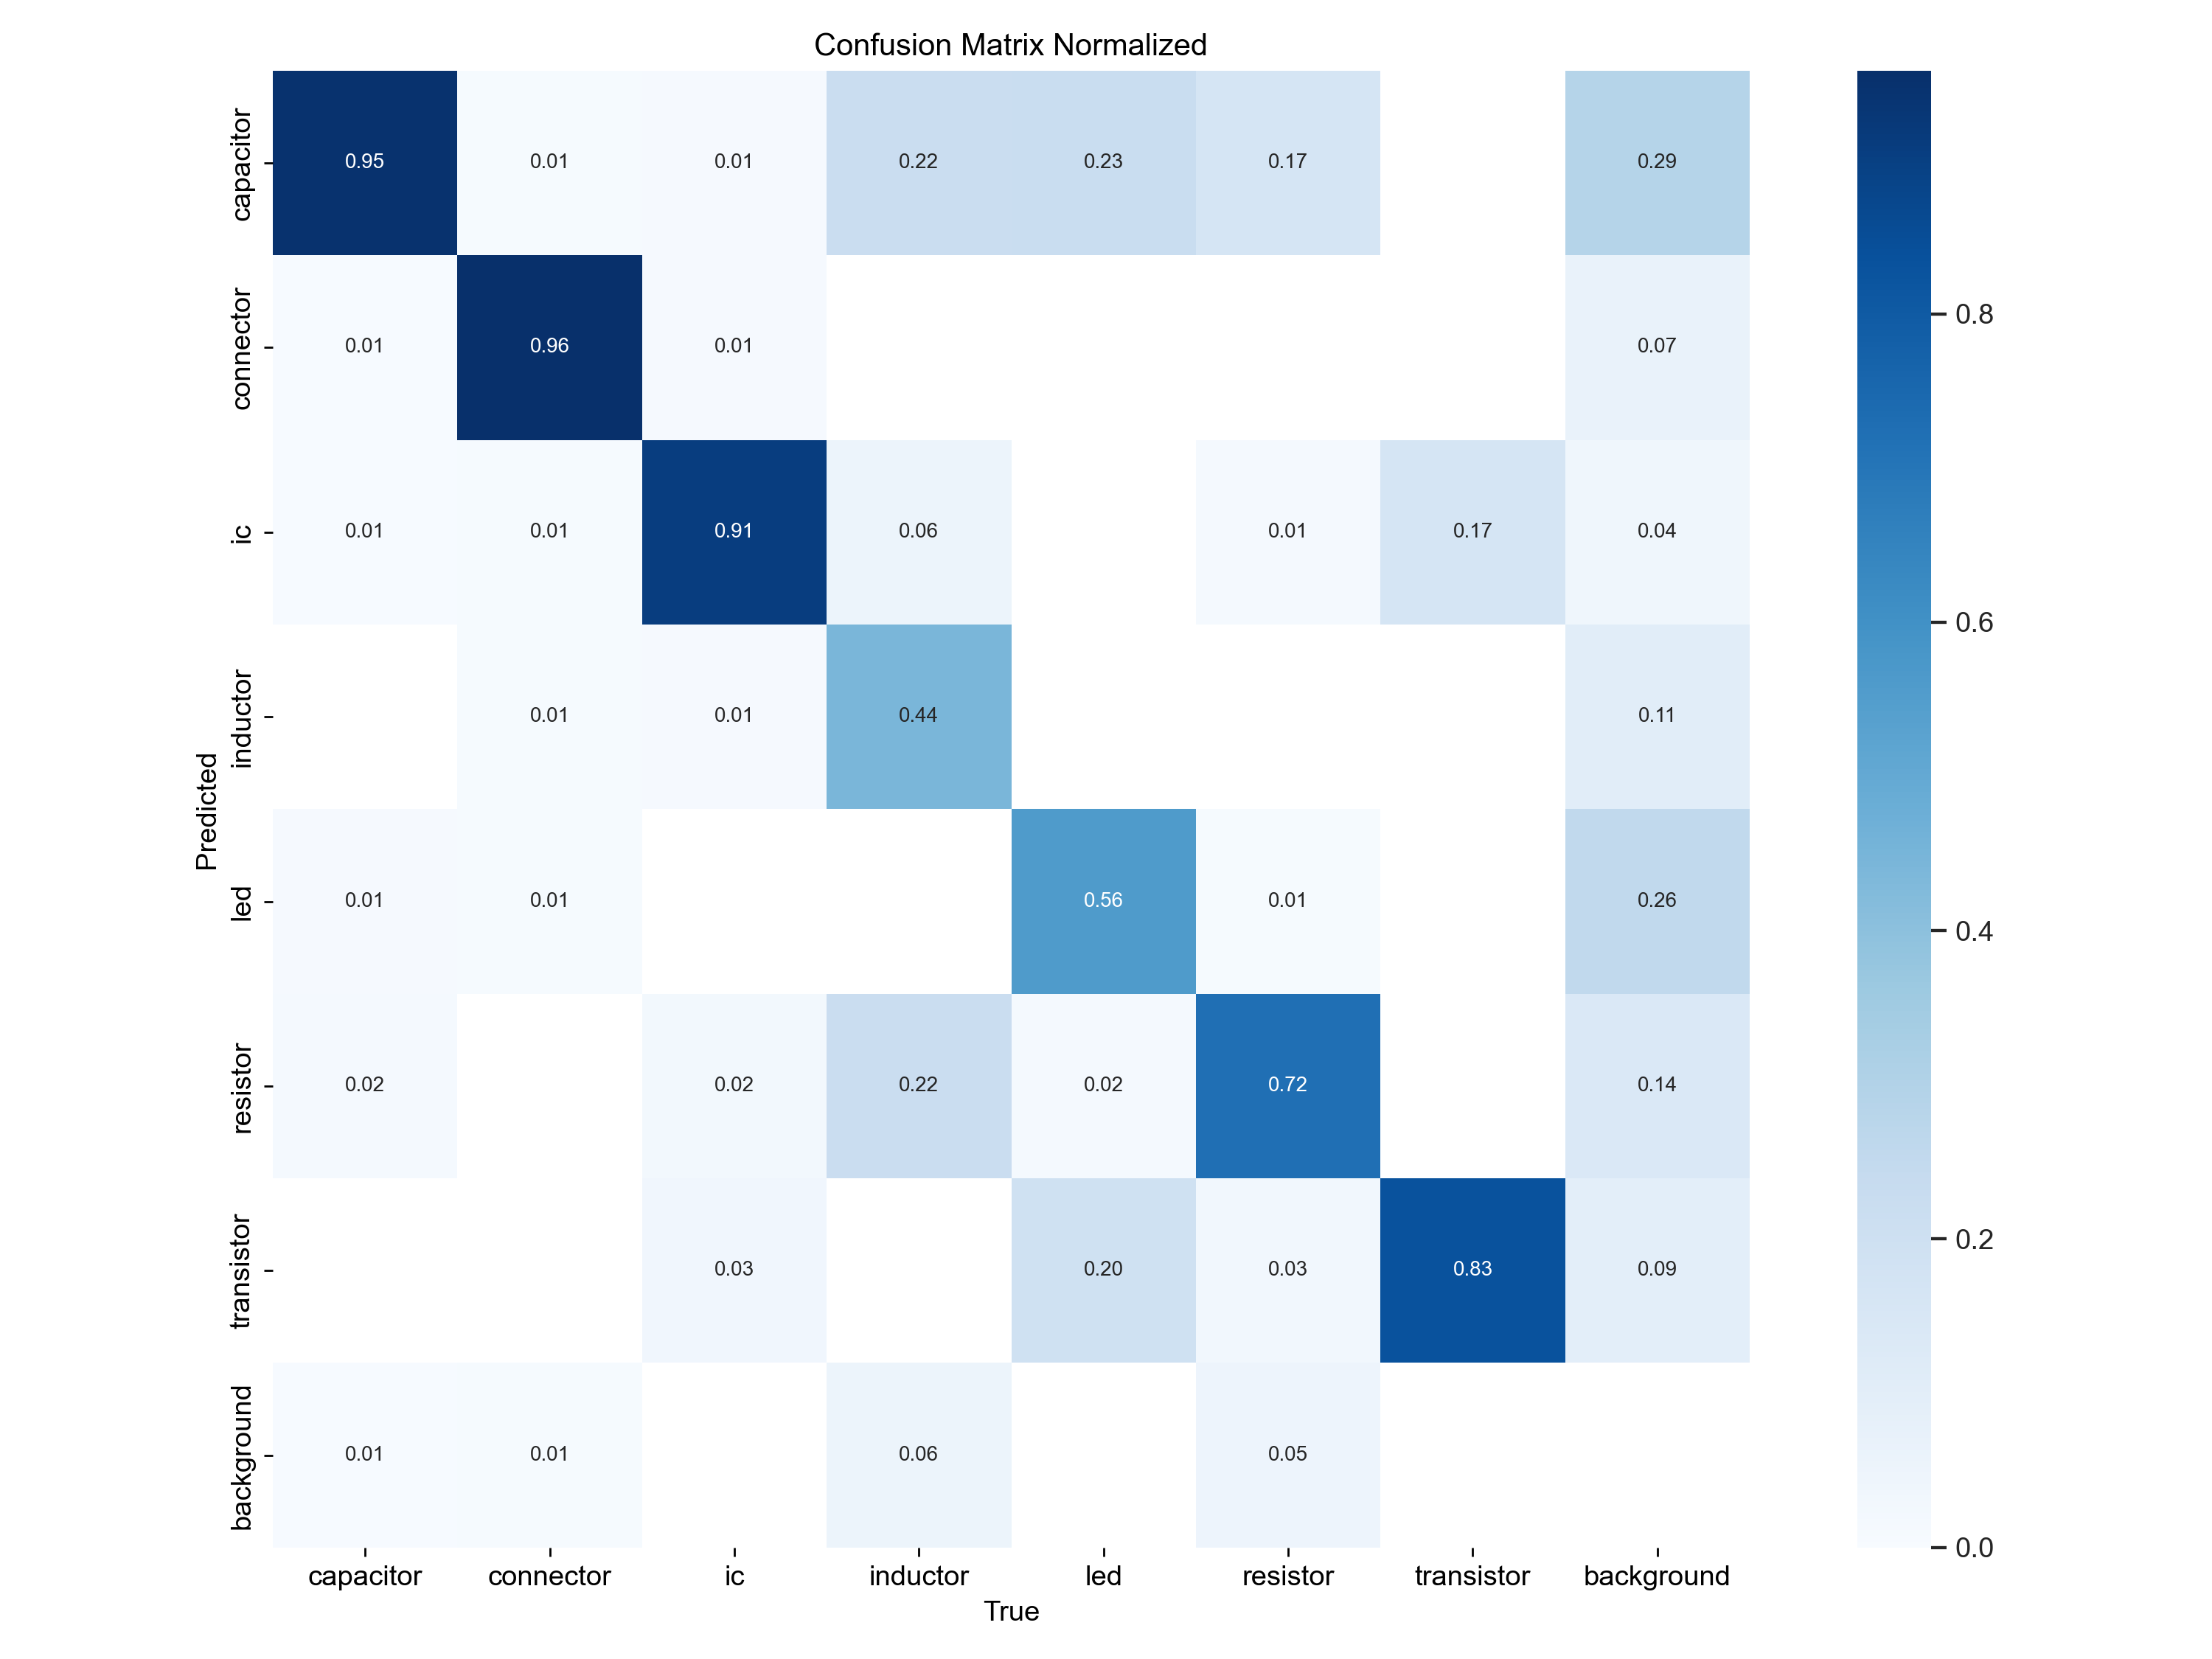 Confusion Matrix Normalized
capacitor 0.95 0.01 0.01 0.22 0.23 0.17 0.29
connector 0.01 0.96 0.01 0.07
ic 0.01 0.01 0.91 0.06 0.01 0.17 0.04
inductor 0.01 0.01 0.44 0.11
led 0.01 0.01 0.56 0.01 0.26
resistor 0.02 0.02 0.22 0.02 0.72 0.14
transistor 0.03 0.20 0.03 0.83 0.09
background 0.01 0.01 0.06 0.05
Predicted
capacitor connector ic inductor led resistor transistor background
True
0.8
0.6
0.4
0.2
0.0